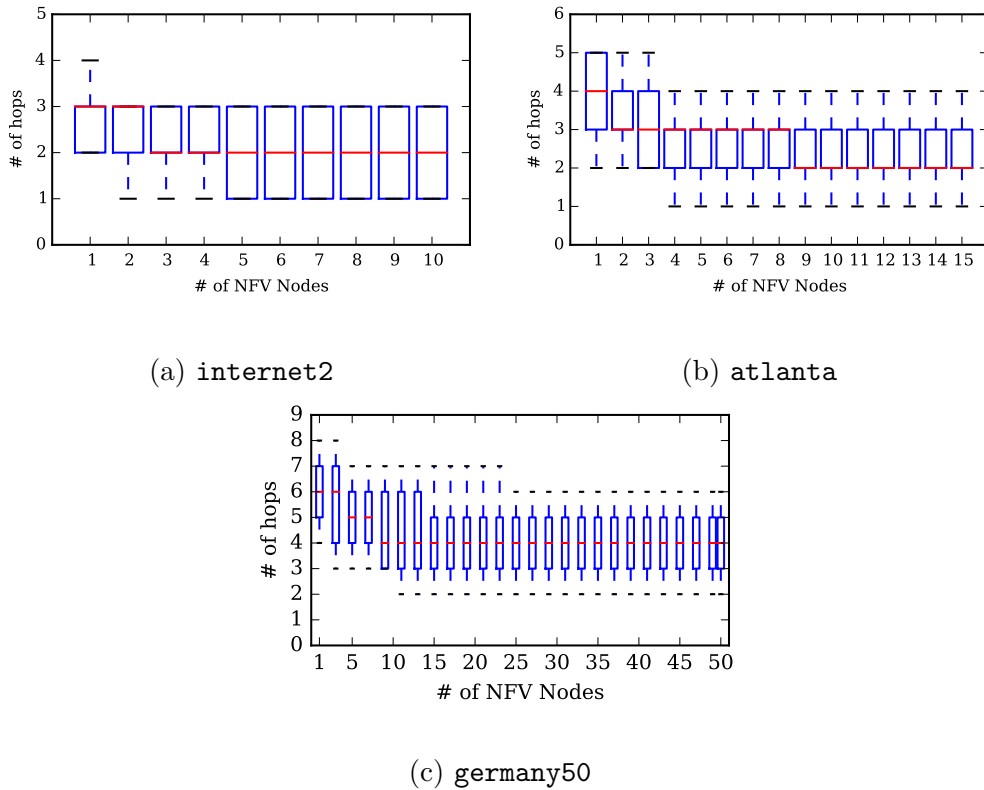 5
4
3
2
1
0
# of hops
1 2 3 4 5 6 7 8 9 10
# of NFV Nodes
(a) internet2
6
5
4
3
2
1
0
# of hops
1 2 3 4 5 6 7 8 9 10 11 12 13 14 15
# of NFV Nodes
(b) atlanta
9
8
7
6
5
4
3
2
1
0
# of hops
1 5 10 15 20 25 30 35 40 45 50
# of NFV Nodes
(c) germany50